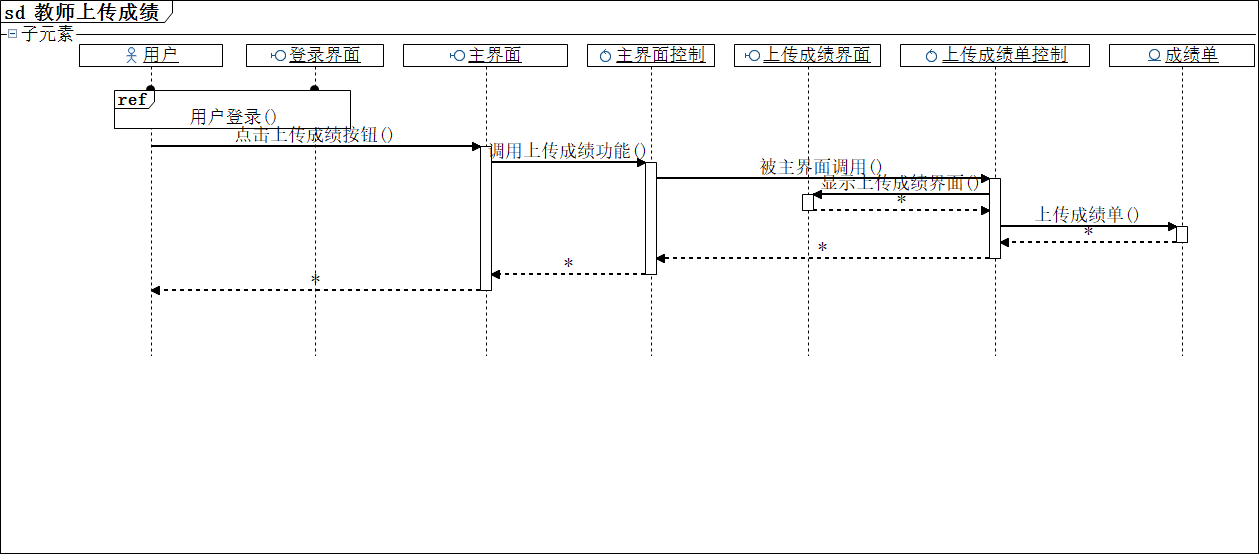 sd 教师上传成绩
子元素
用户
登录界面
主界面
主界面控制
上传成绩界面
上传成绩单控制
成绩单
ref
用户登录()
点击上传成绩按钮()
调用上传成绩功能()
被主界面调用()
显示上传成绩界面()
*
上传成绩单()
*
*
*
*